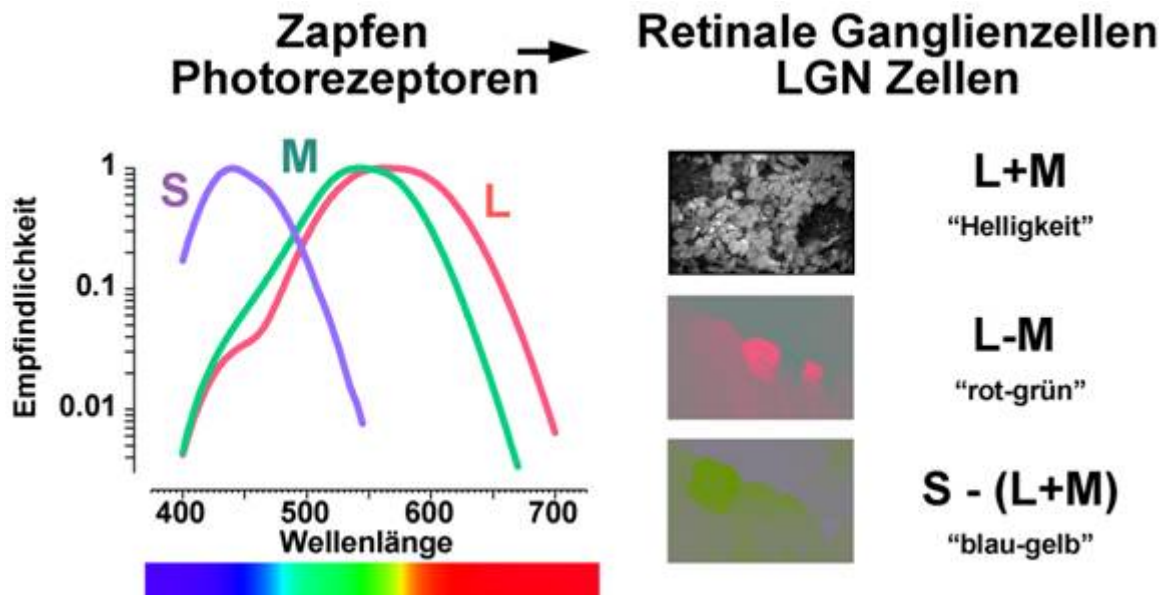 Zapfen
Photorezeptoren
Retinale Ganglienzellen
LGN Zellen
S
M
L
Empfindlichkeit
1
0.1
0.01
400 500 600 700
Wellenlänge
L+M
“Helligkeit”
L-M
“rot-grün”
S - (L+M)
“blau-gelb”